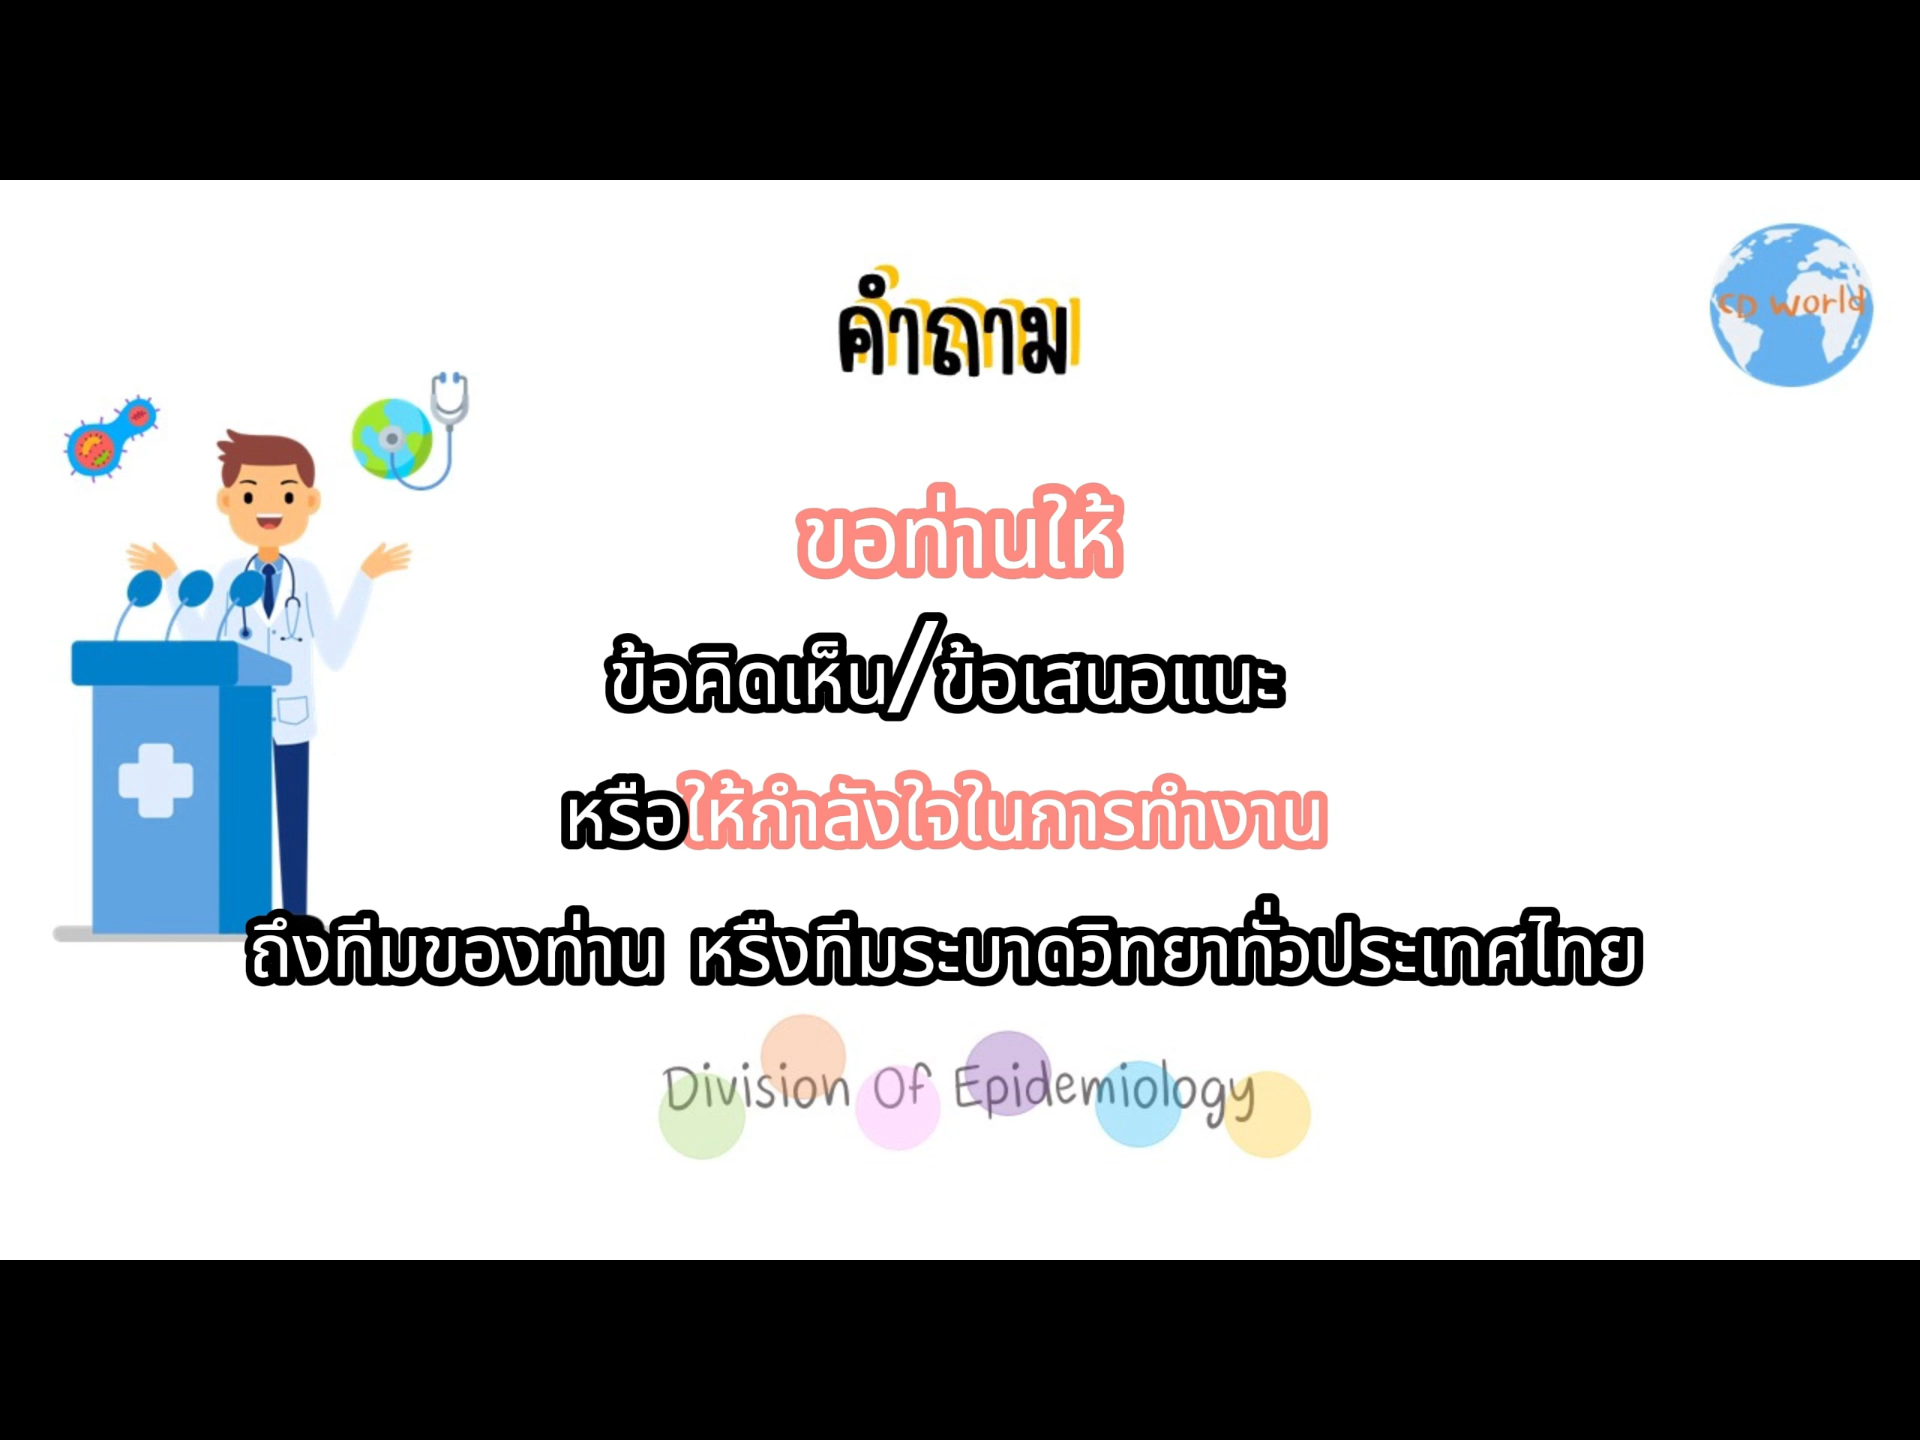 คำถาม
CD World
ขอท่านให้
ข้อคิดเห็น/ข้อเสนอแนะ
หรือให้กำลังใจในการทำงาน
ถึงทีมของท่าน หรืงทีมระบาดวิทยาทั่วประเทศไทย
Division Of Epidemiology